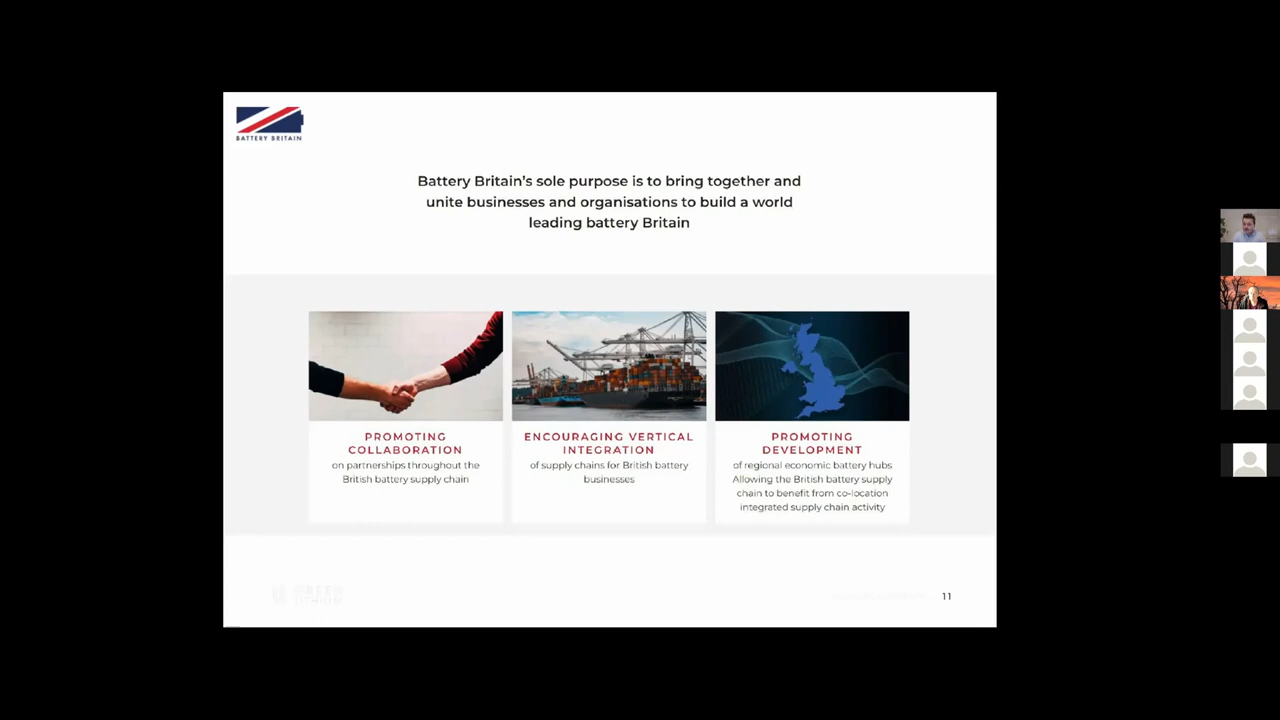 BATTERY BRITAIN
Battery Britain's sole purpose is to bring together and
unite businesses and organisations to build a world
leading battery Britain
PROMOTING
COLLABORATION
on partnerships throughout the
British battery supply chain
ENCOURAGING VERTICAL
INTEGRATION
of supply chains for British battery
businesses
PROMOTING
DEVELOPMENT
of regional economic battery hubs
Allowing the British battery supply
chain to benefit from co-location
integrated supply chain activity
11